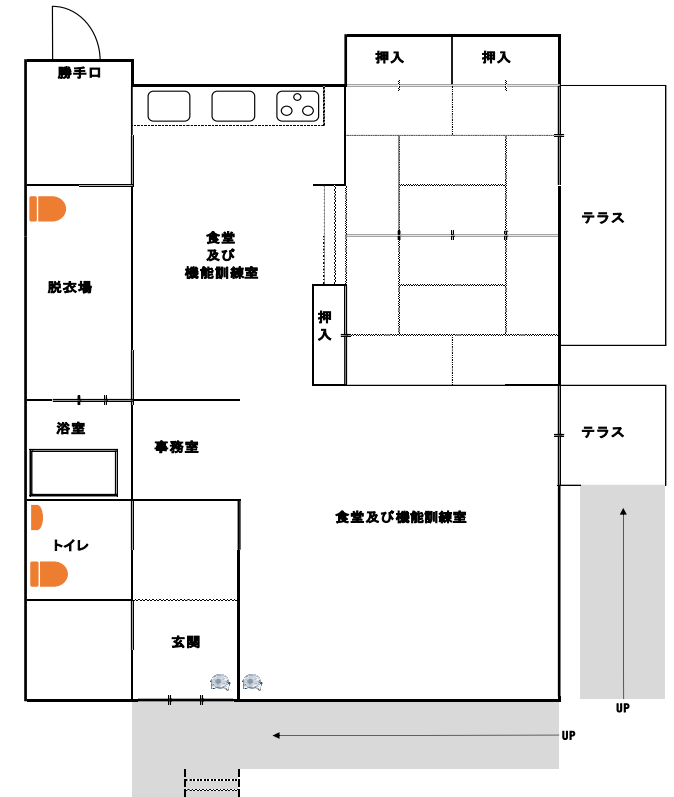 押入
押入
勝手口
テラス
食堂
及び
機能訓練室
脱衣場
押
入
浴室
テラス
事務室
食堂及び機能訓練室
トイレ
玄関
UP
UP